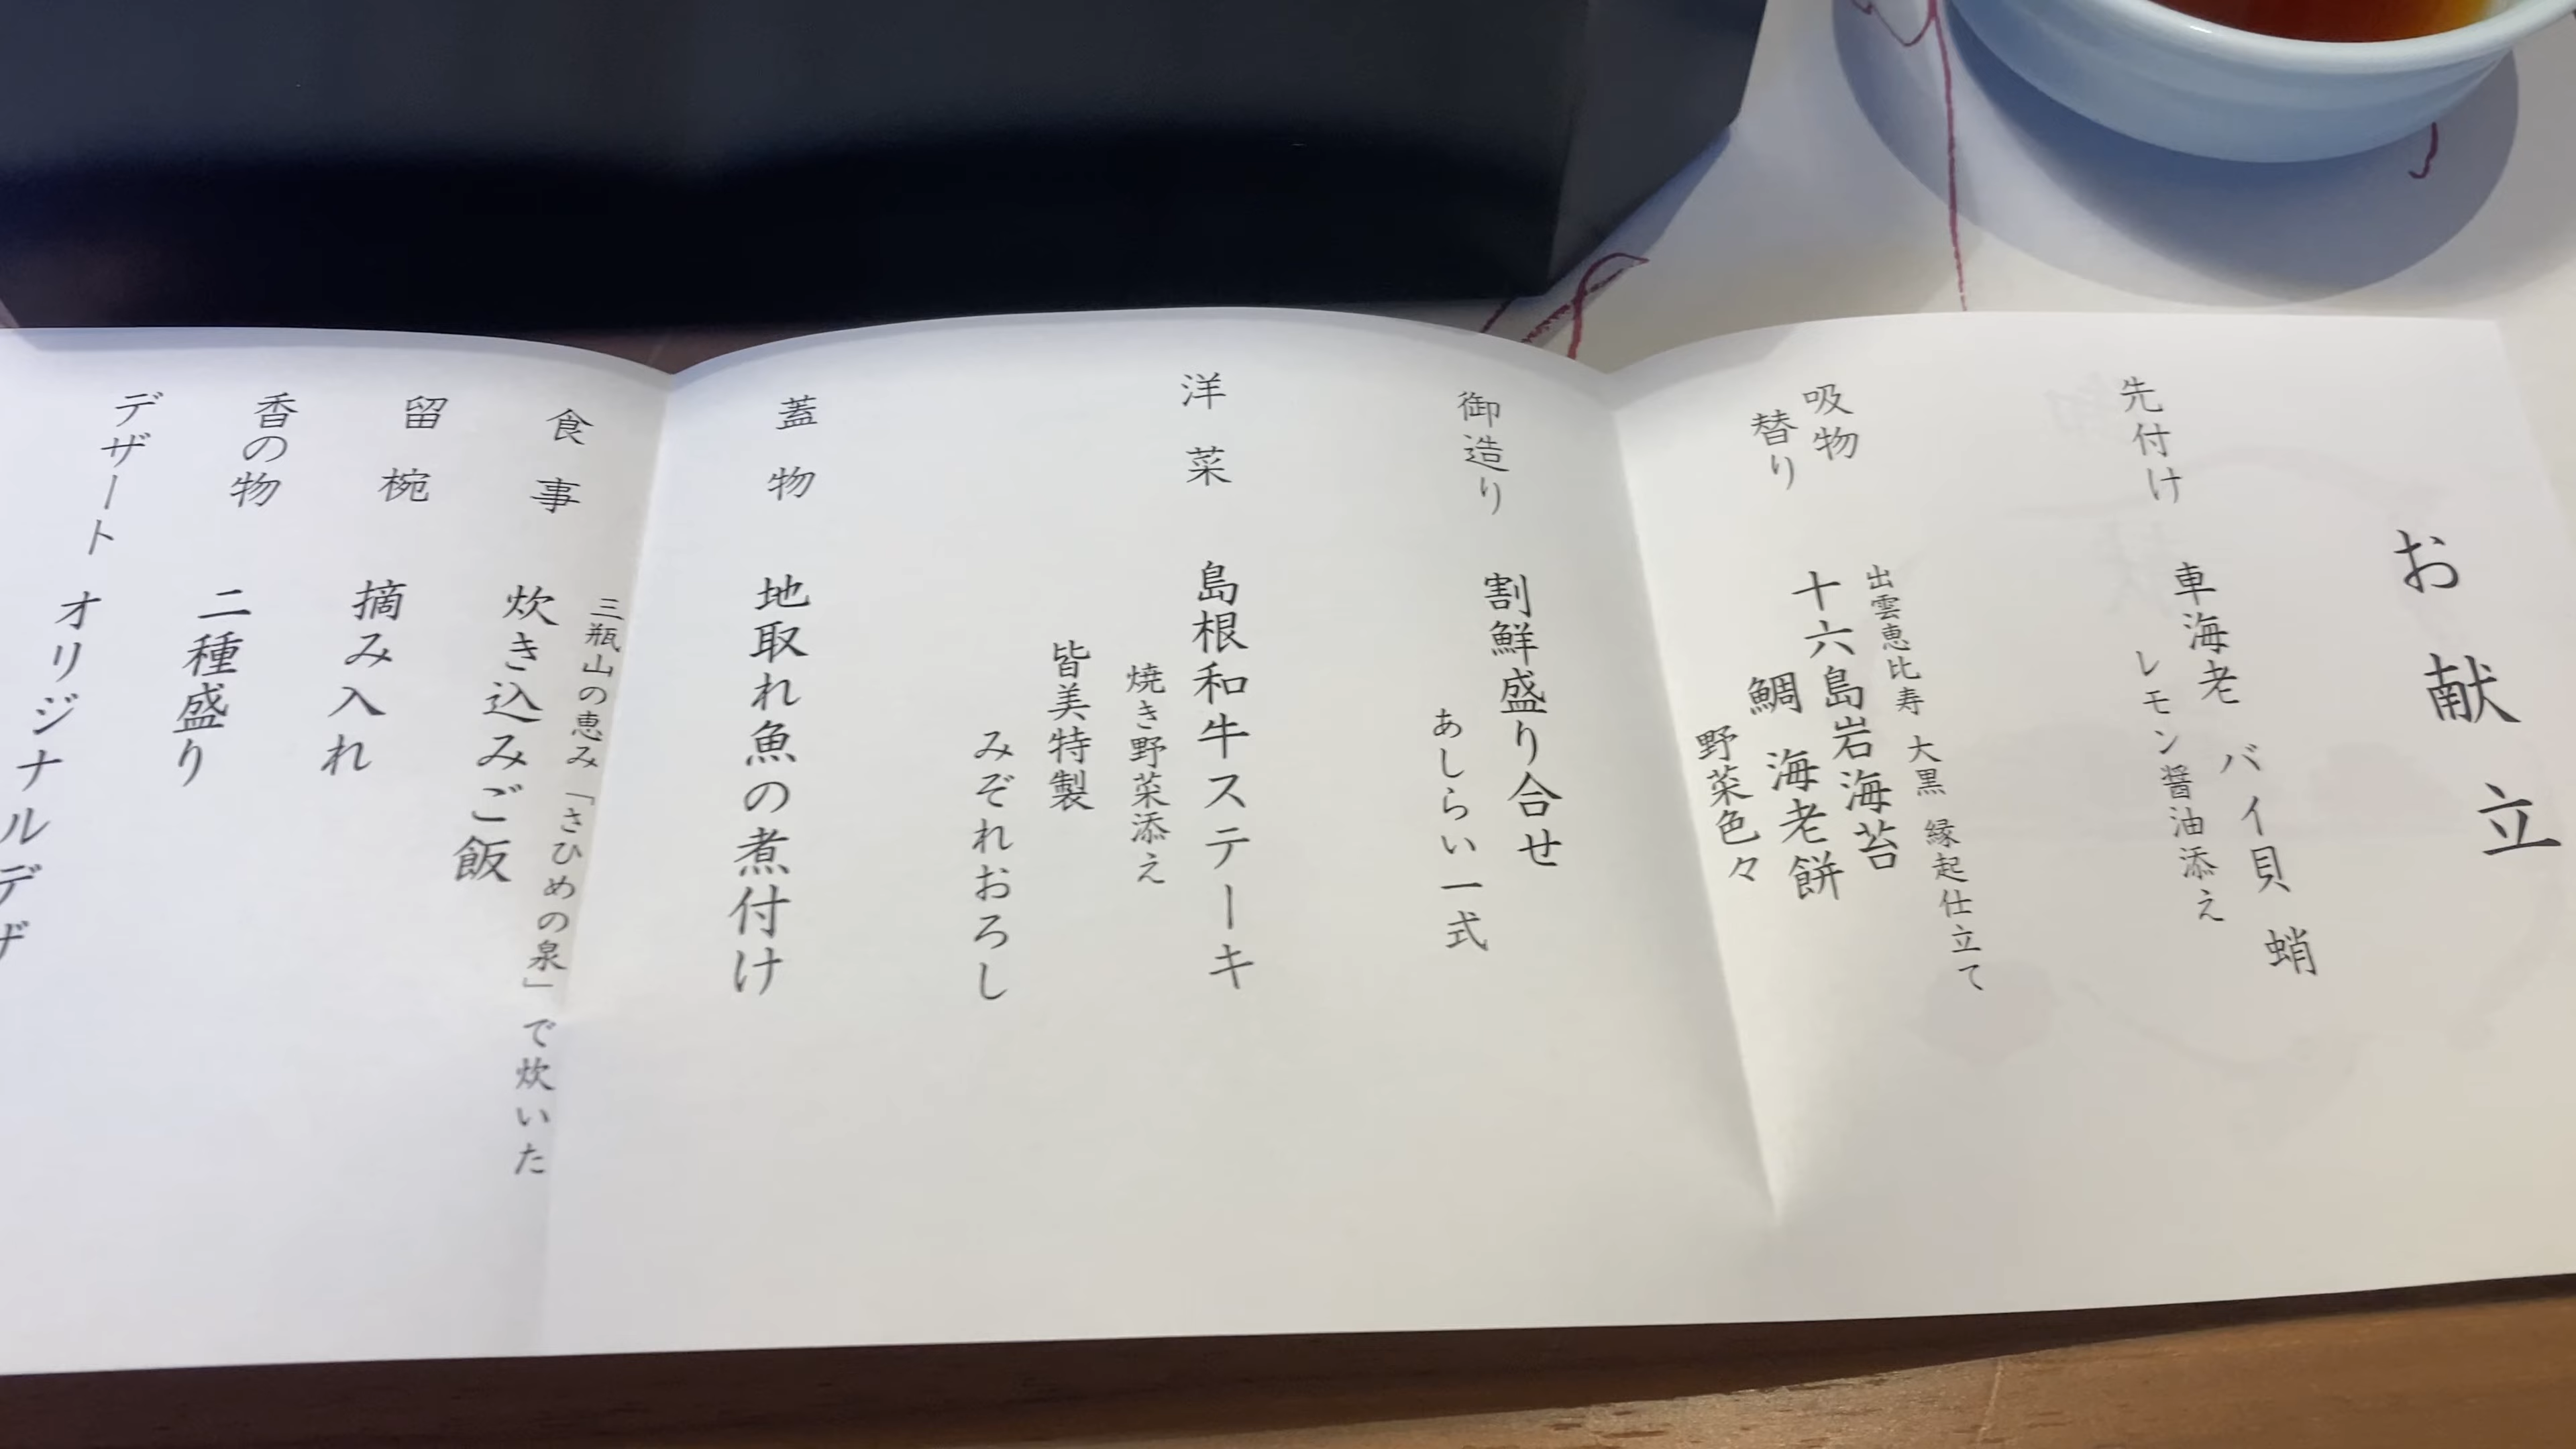 お献立
先付け
車海老 バイ貝 蛸
レモン醤油添え
吸物
替り
出雲恵比寿 大黒 縁起仕立て
十六島岩海苔
鯛 海老餅
野菜色々
御造り
割鮮盛り合せ
あしらい一式
洋菜
島根和牛ステーキ
焼き野菜添え
皆美特製
みぞれおろし
蓋物
地取れ魚の煮付け
食事
三瓶山の恵み「さひめの泉」で炊いた
炊き込みご飯
留椀
摘み入れ
香の物
二種盛り
デザート
オリジナルデザ